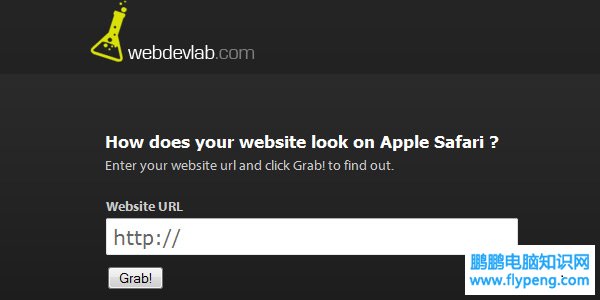 webdevlab.com
How does your website look on Apple Safari ?
Enter your website url and click Grab! to find out.
Website URL
http://
Grab!
鹏鹏电脑知识网
www.flypeng.com